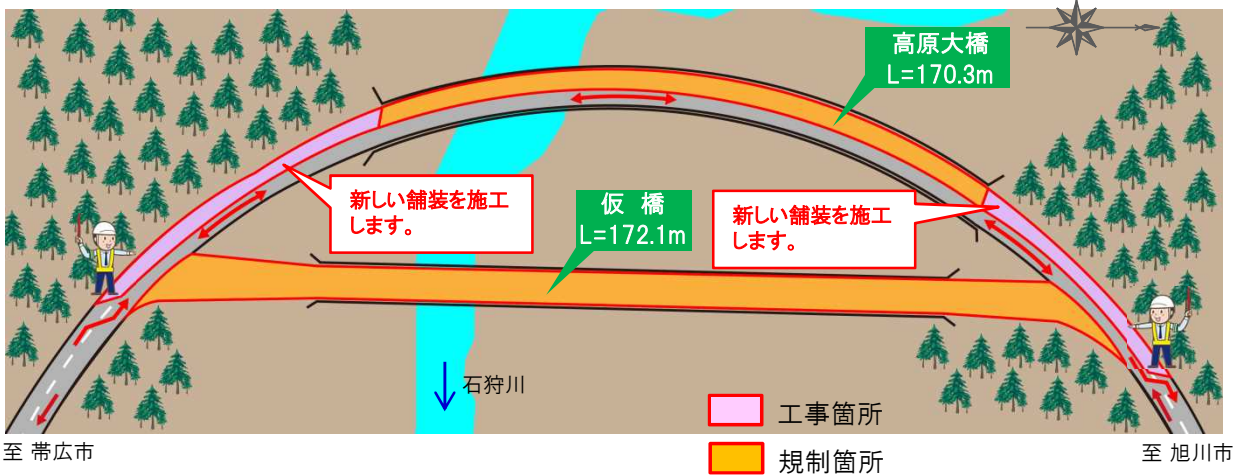 高原大橋
L=170.3m
新しい舗装を施工
します。
仮 橋
L=172.1m
新しい舗装を施工
します。
石狩川
工事箇所
規制箇所
至 帯広市
至 旭川市